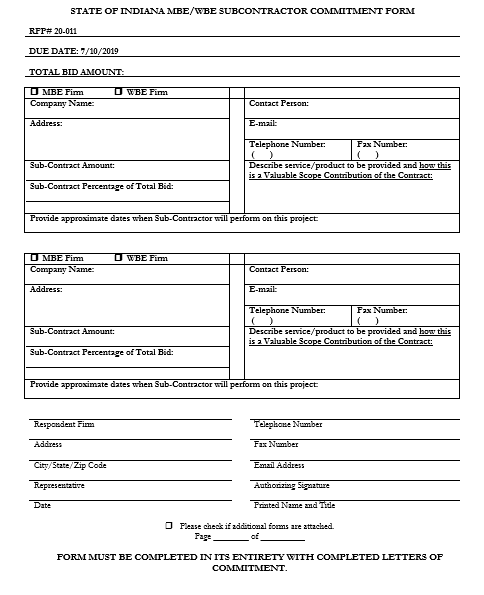 STATE OF INDIANA MBE/WBE SUBCONTRACTOR COMMITMENT FORM
RFP# 20-011
DUE DATE: 7/10/2019
TOTAL BID AMOUNT:
MBE Firm WBE Firm
Company Name: Contact Person:
Address: E-mail:
Telephone Number: Fax Number:
( ) ( )
Sub-Contract Amount: Describe service/product to be provided and how this
is a Valuable Scope Contribution of the Contract:
Sub-Contract Percentage of Total Bid:
Provide approximate dates when Sub-Contractor will perform on this project:
MBE Firm WBE Firm
Company Name: Contact Person:
Address: E-mail:
Telephone Number: Fax Number:
( ) ( )
Sub-Contract Amount: Describe service/product to be provided and how this
is a Valuable Scope Contribution of the Contract:
Sub-Contract Percentage of Total Bid:
Provide approximate dates when Sub-Contractor will perform on this project:
Respondent Firm Telephone Number
Address Fax Number
City/State/Zip Code Email Address
Representative Authorizing Signature
Date Printed Name and Title
Please check if additional forms are attached.
Page ________ of __________
FORM MUST BE COMPLETED IN ITS ENTIRETY WITH COMPLETED LETTERS OF
COMMITMENT.